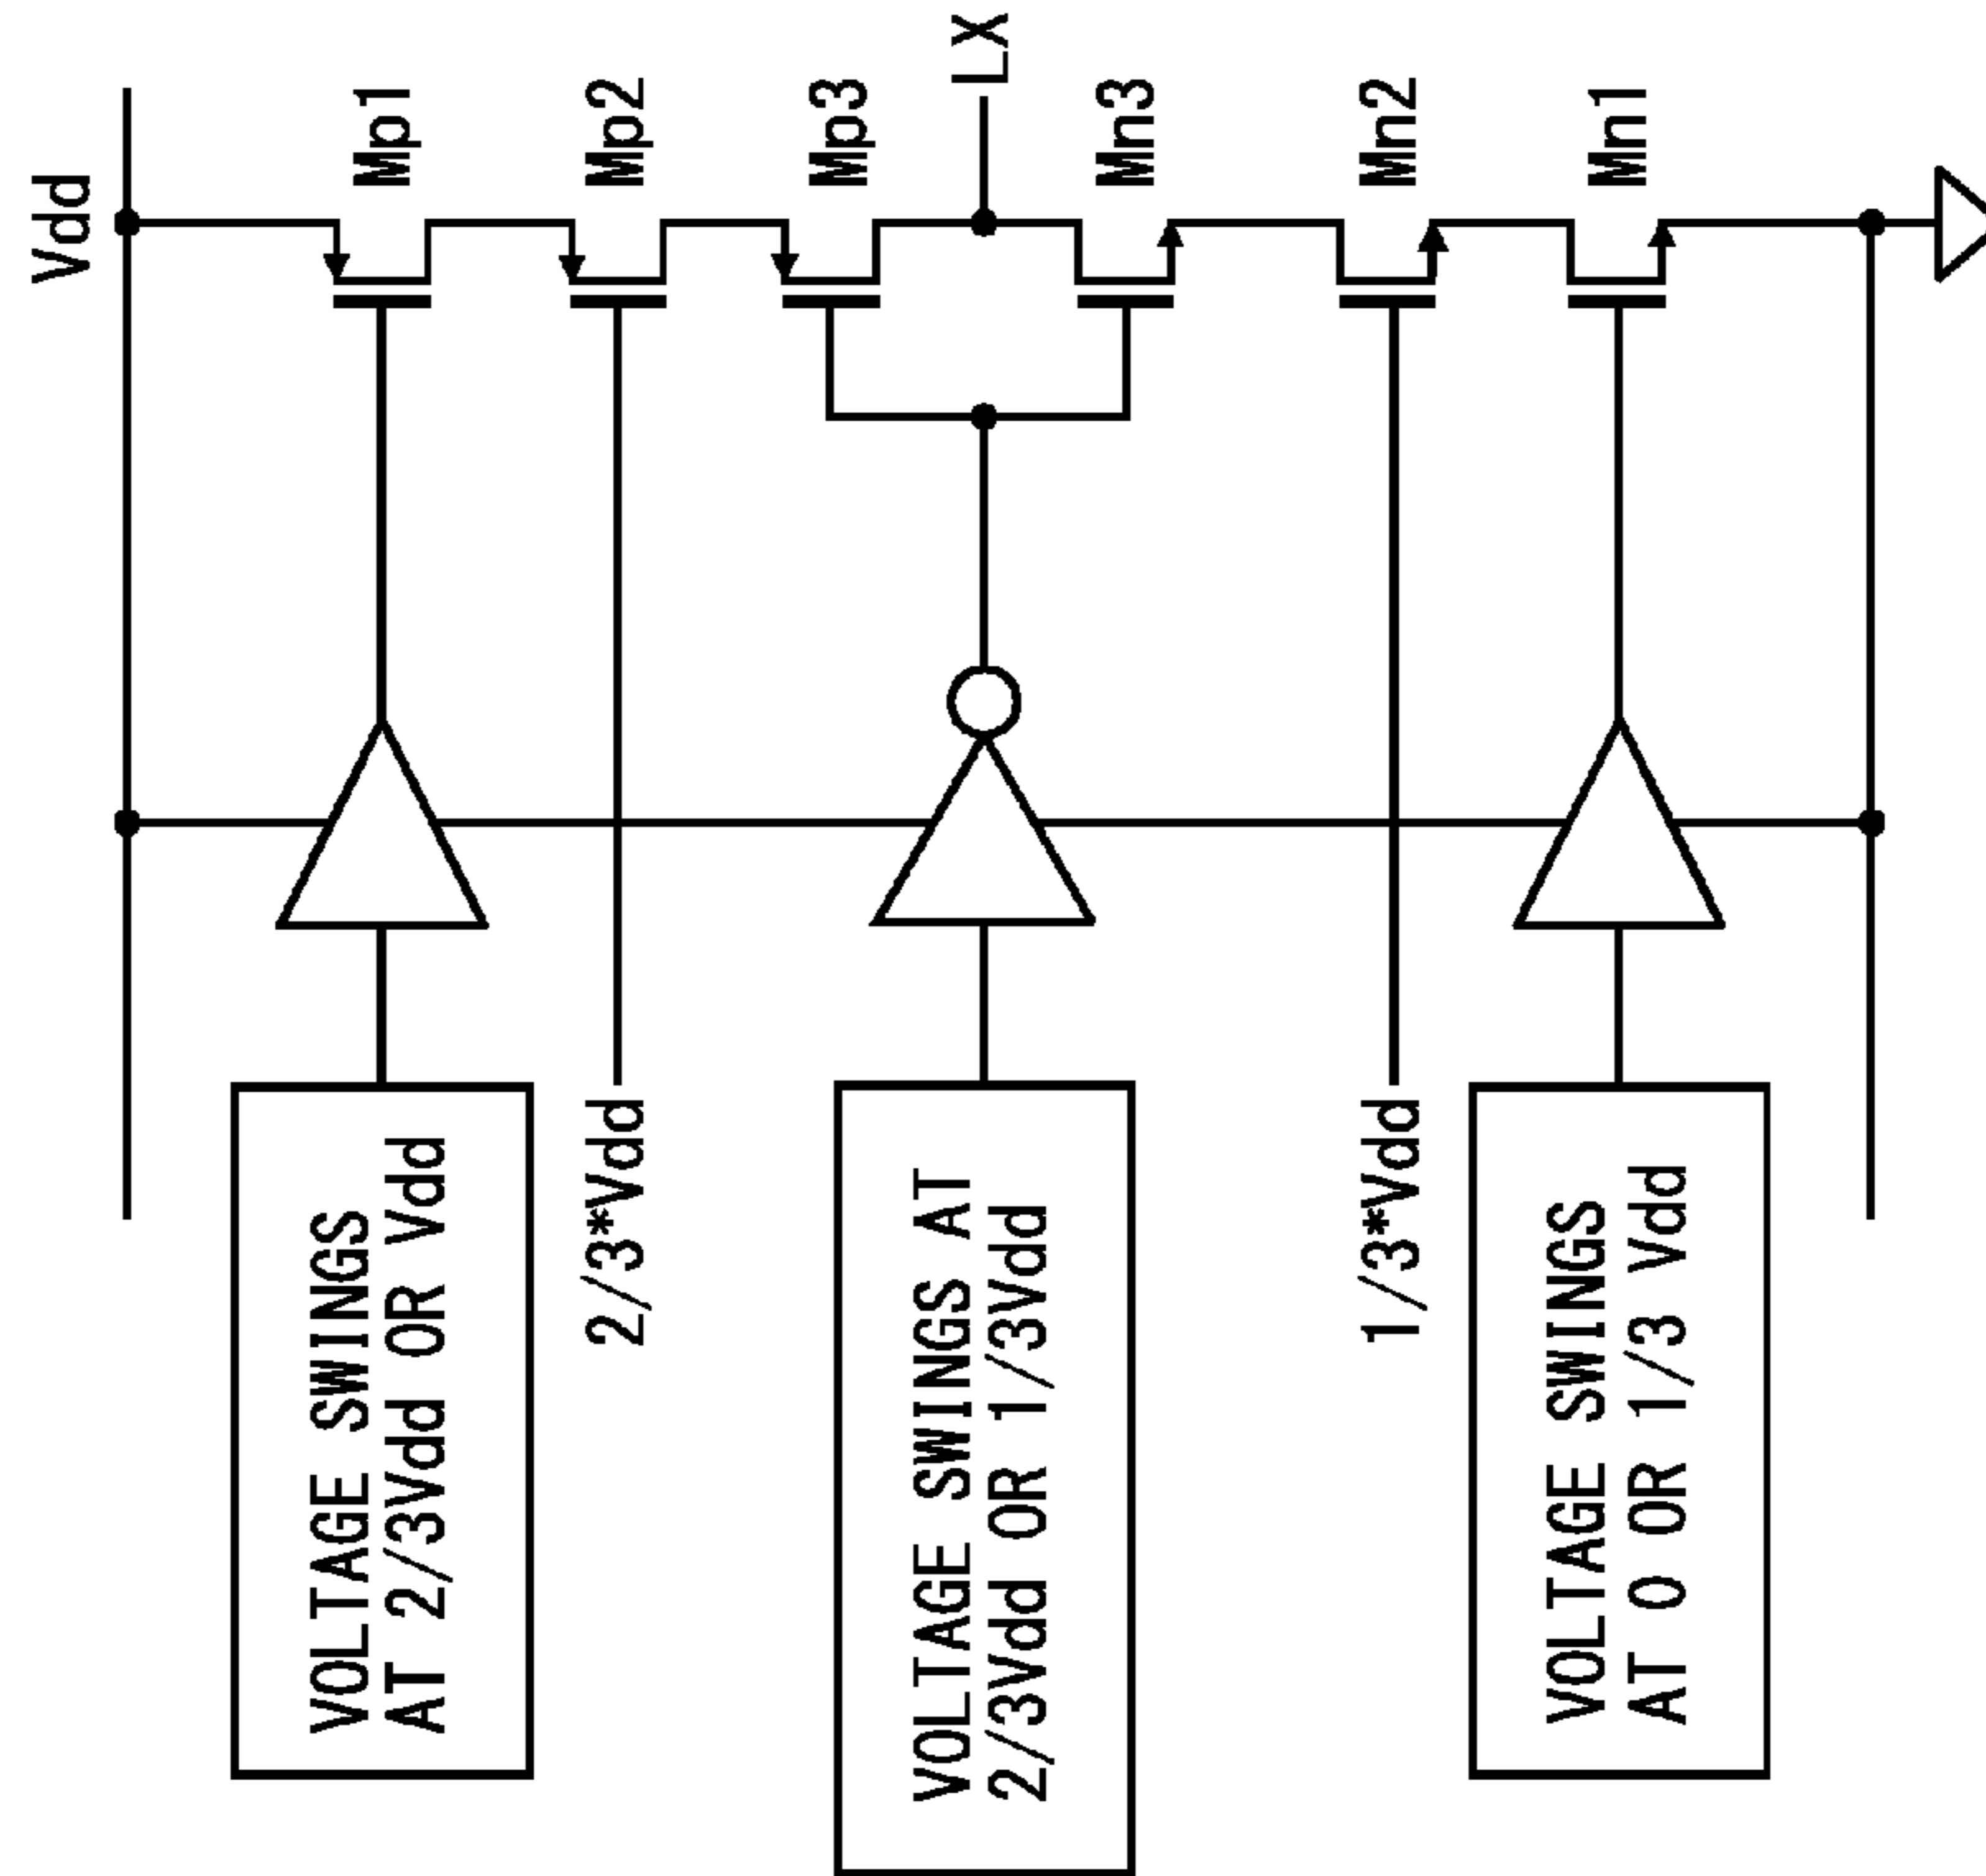 Vdd
Mp1
Mp2
Mp3
LX
Mn3
Mn2
Mn1
VOLTAGE SWINGS
AT 2/3Vdd OR Vdd
2/3*Vdd
VOLTAGE SWINGS AT
2/3Vdd OR 1/3Vdd
1/3*Vdd
VOLTAGE SWINGS
AT 0 OR 1/3 Vdd